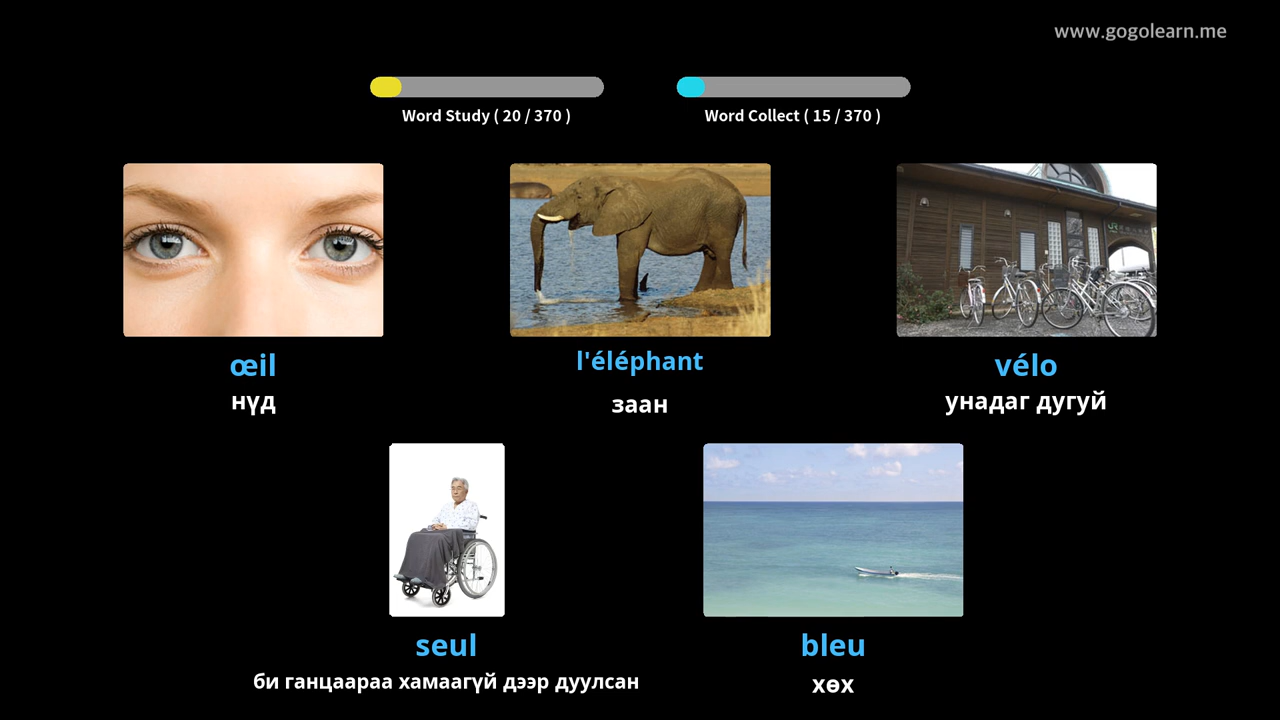 www.gogolearn.me
Word Study ( 20 / 370 )
Word Collect ( 15 / 370 )
œil
нүд
l'éléphant
заан
vélo
унадаг дугуй
seul
би ганцаараа хамаагүй дээр дуулсан
bleu
хөх